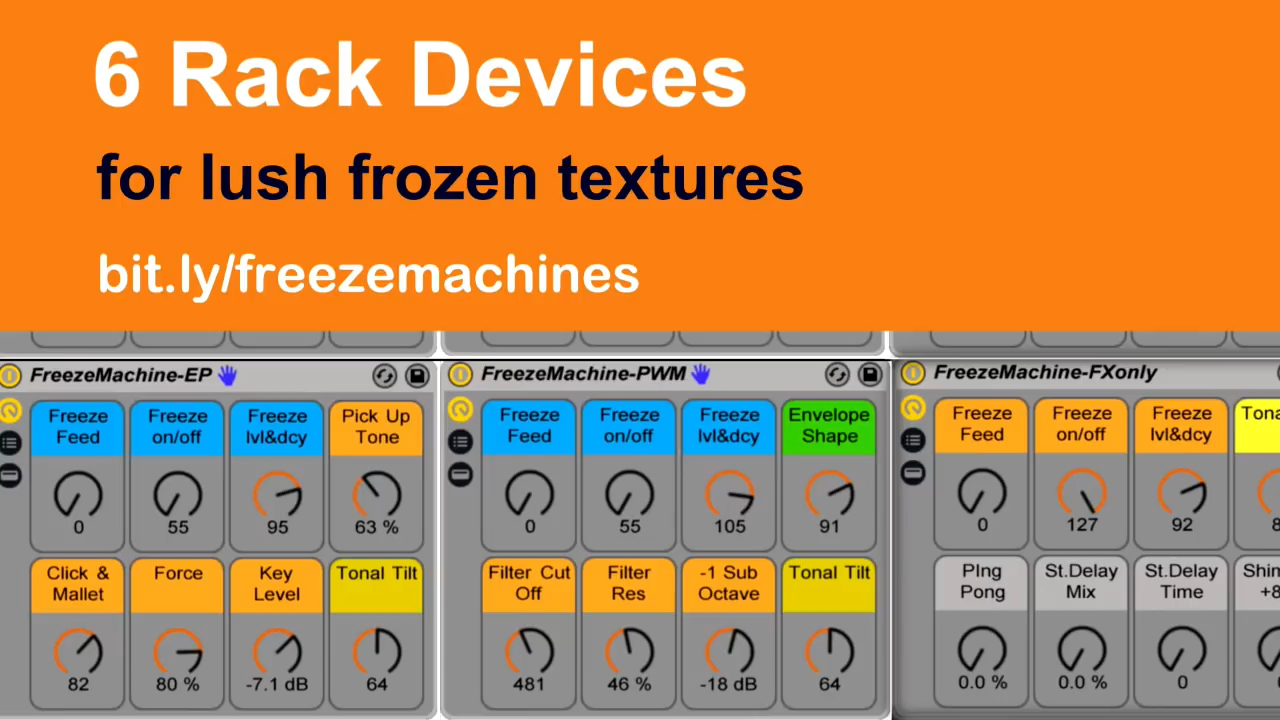 6 Rack Devices
for lush frozen textures
bit.ly/freezemachines
FreezeMachine-EP
Freeze Feed
0
Freeze on/off
55
Freeze lvl&dcy
95
Pick Up Tone
63 %
Click & Mallet
82
Force
80 %
Key Level
-7.1 dB
Tonal Tilt
64
FreezeMachine-PWM
Freeze Feed
0
Freeze on/off
55
Freeze lvl&dcy
105
Envelope Shape
91
Filter Cut Off
481
Filter Res
46 %
-1 Sub Octave
-18 dB
Tonal Tilt
64
FreezeMachine-FXonly
Freeze Feed
0
Freeze on/off
127
Freeze lvl&dcy
92
PIng Pong
0.0 %
St.Delay Mix
0.0 %
St.Delay Time
0